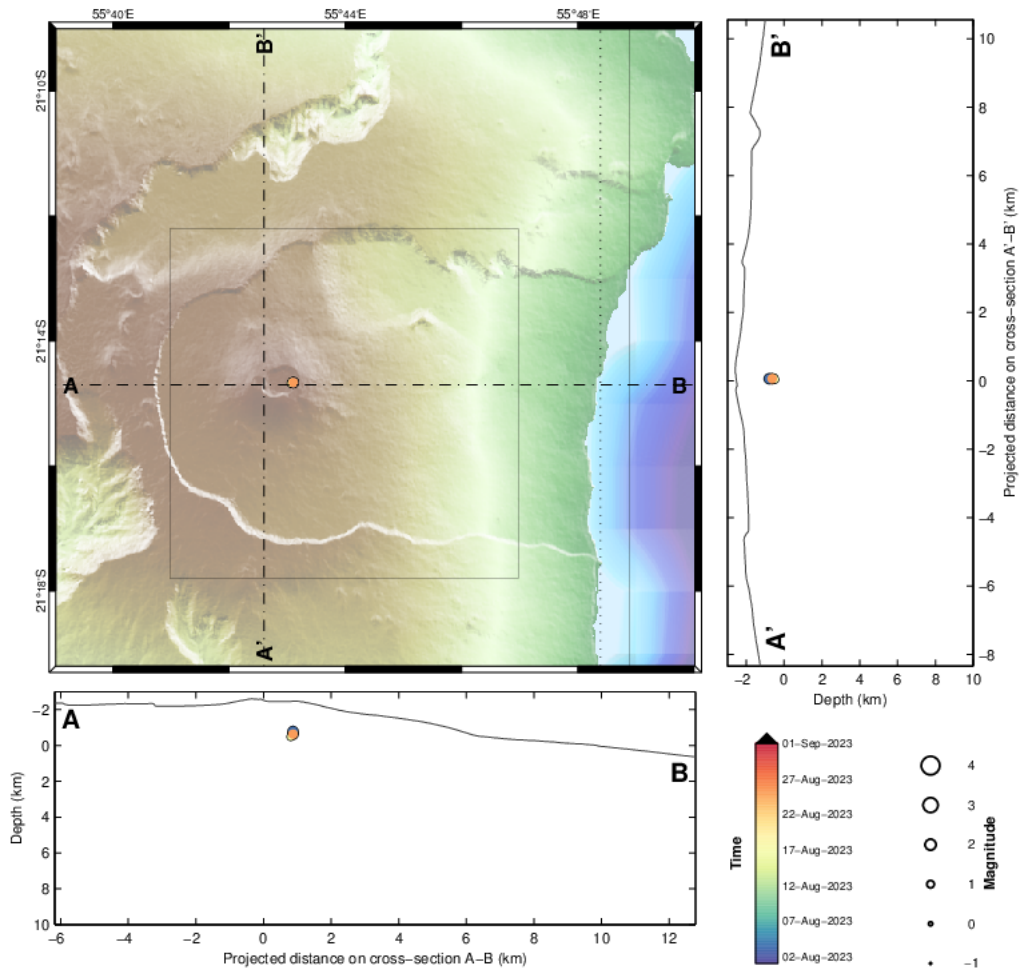 55°40'E 55°44'E 55°48'E
B'
21°10'S
21°14'S
21°18'S
A B
A'
B'
A'
10
8
6
4
2
0
−2
−4
−6
−8
Projected distance on cross−section A'−B' (km)
−2 0 2 4 6 8 10
Depth (km)
A
B
−2
0
2
4
6
8
10
Depth (km)
−6 −4 −2 0 2 4 6 8 10 12
Projected distance on cross−section A−B (km)
Time
01−Sep−2023
27−Aug−2023
22−Aug−2023
17−Aug−2023
12−Aug−2023
07−Aug−2023
02−Aug−2023
4
3
2
1
0
−1
Magnitude